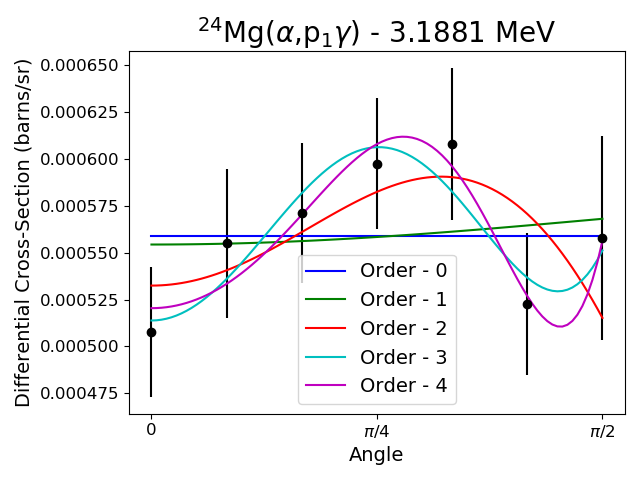 ²⁴Mg(α,p₁γ) - 3.1881 MeV
Differential Cross-Section (barns/sr)
0.000650
0.000625
0.000600
0.000575
0.000550
0.000525
0.000500
0.000475
Order - 0
Order - 1
Order - 2
Order - 3
Order - 4
0
π/4
π/2
Angle